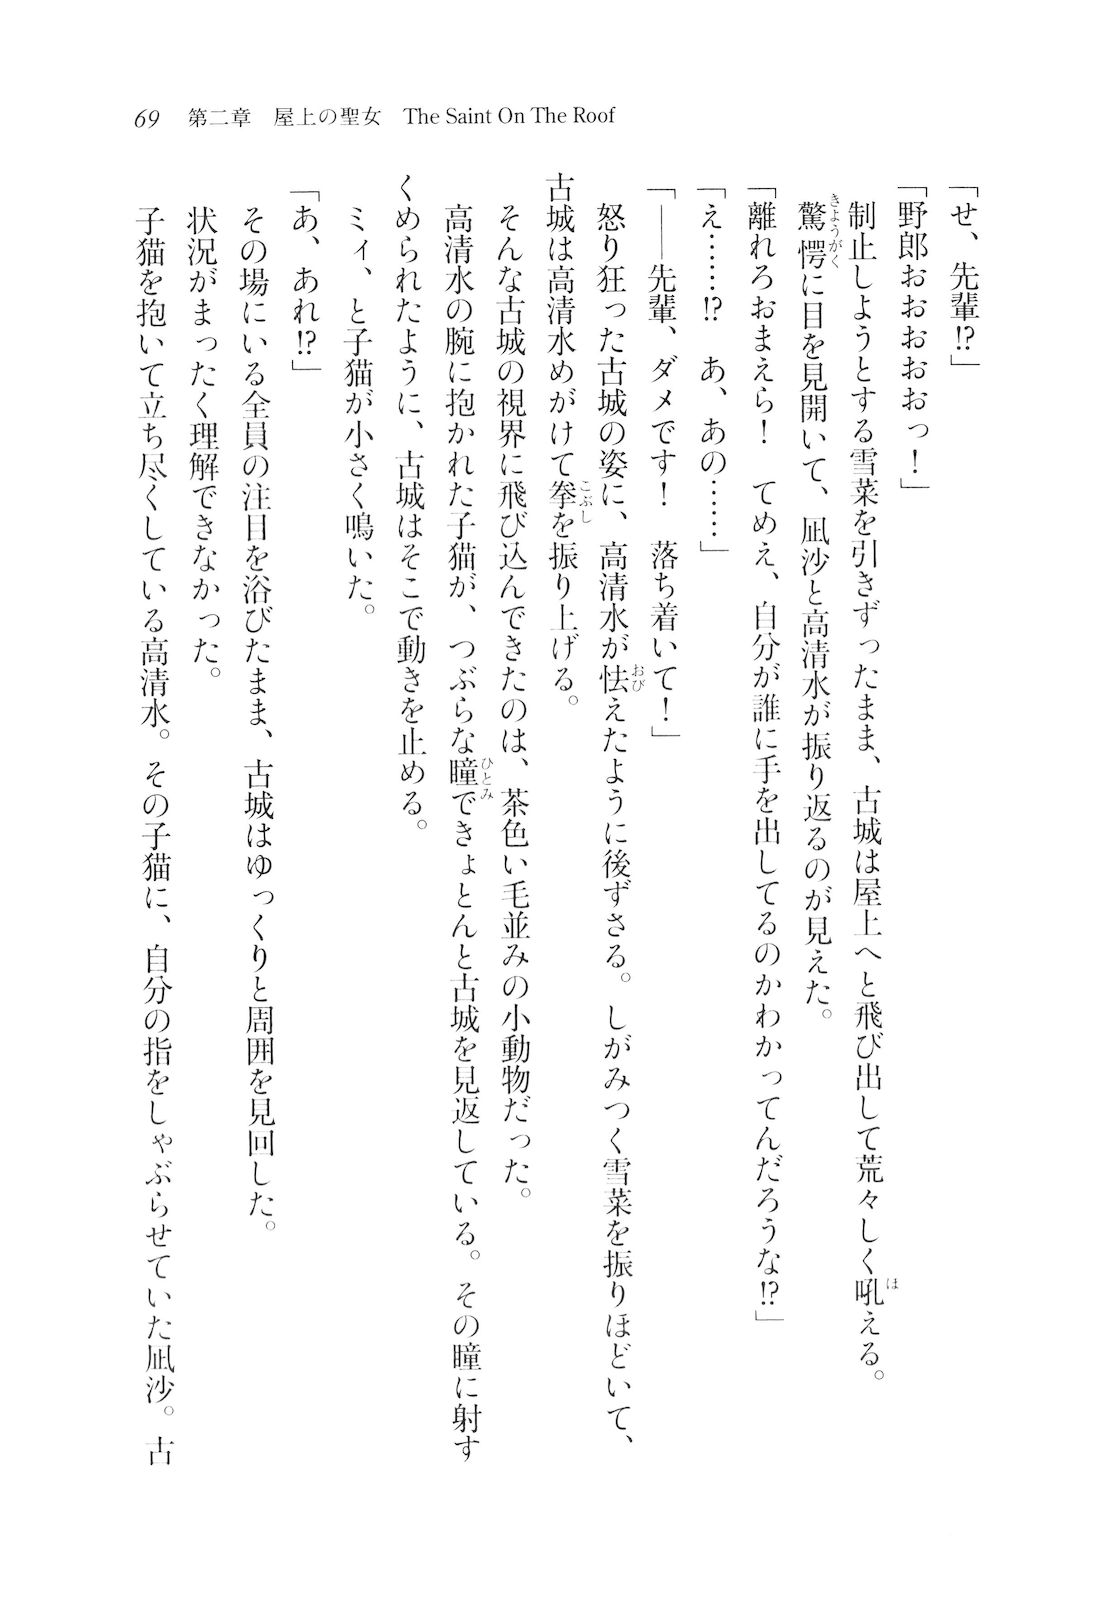 69 第二章　屋上の聖女　The Saint On The Roof
「せ、先輩!?」
「野郎おおおおおっ！」
　制止しようとする雪菜を引きずったまま、古城は屋上へと飛び出して荒々しく吼える。
　驚愕に目を見開いて、凪沙と高清水が振り返るのが見えた。
「離れろおまえら！　てめえ、自分が誰に手を出してるのかわかってんだろうな!?」
「え……!?　あ、あの……」
「――先輩、ダメです！　落ち着いて！」
　怒り狂った古城の姿に、高清水が怯えたように後ずさる。しがみつく雪菜を振りほどいて、
古城は高清水めがけて拳を振り上げる。
　そんな古城の視界に飛び込んできたのは、茶色い毛並みの小動物だった。
　高清水の腕に抱かれた子猫が、つぶらな瞳できょとんと古城を見返している。その瞳に射す
くめられたように、古城はそこで動きを止める。
　ミィ、と子猫が小さく鳴いた。
「あ、あれ!?」
　その場にいる全員の注目を浴びたまま、古城はゆっくりと周囲を見回した。
　状況がまったく理解できなかった。
　子猫を抱いて立ち尽くしている高清水。その子猫に、自分の指をしゃぶらせていた凪沙。古